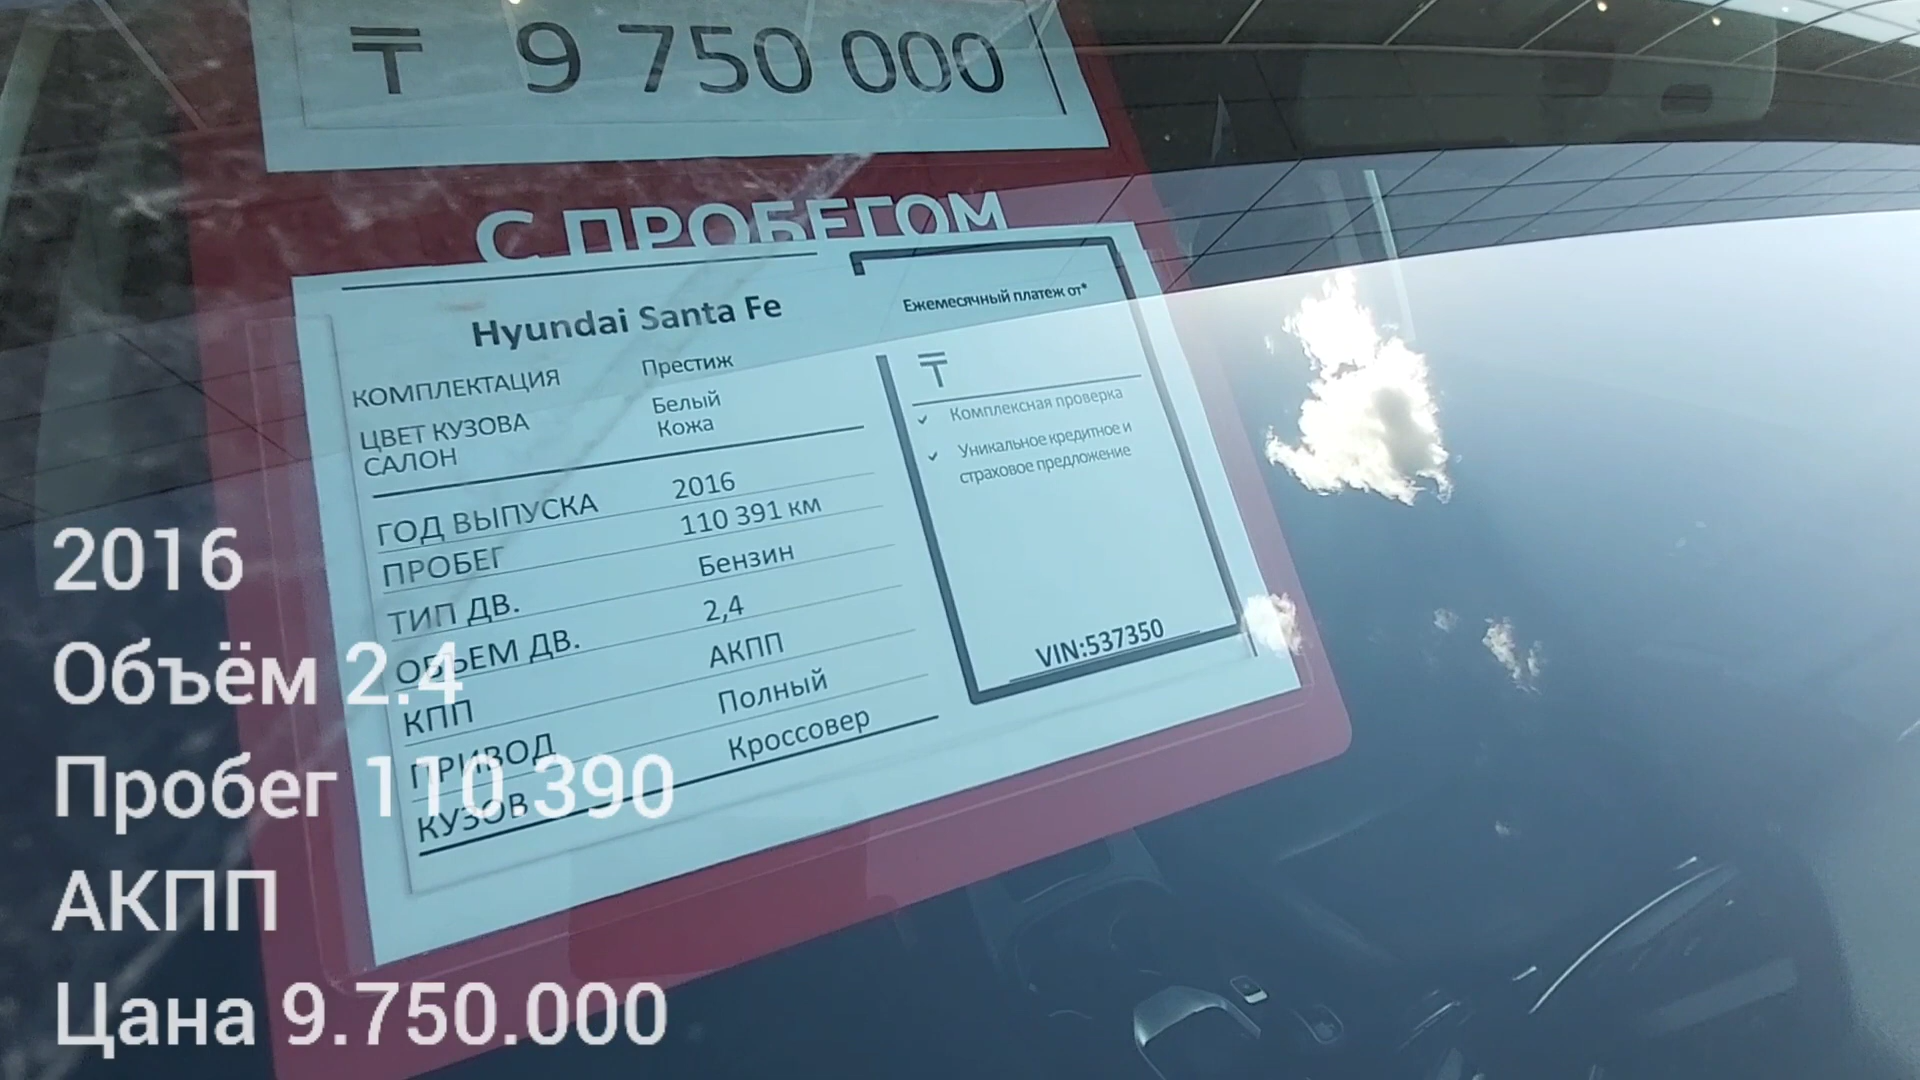 ₸ 9 750 000
С ПРОБЕГОМ
Hyundai Santa Fe
КОМПЛЕКТАЦИЯ Престиж
ЦВЕТ КУЗОВА Белый
САЛОН Кожа
ГОД ВЫПУСКА 2016
ПРОБЕГ 110 391 км
ТИП ДВ. Бензин
ОБЪЕМ ДВ. 2,4
КПП АКПП
ПРИВОД Полный
КУЗОВ Кроссовер
Ежемесячный платеж от*
₸
✓ Комплексная проверка
✓ Уникальное кредитное и
страховое предложение
VIN:537350
2016
Объём 2.4
Пробег 110.390
АКПП
Цана 9.750.000